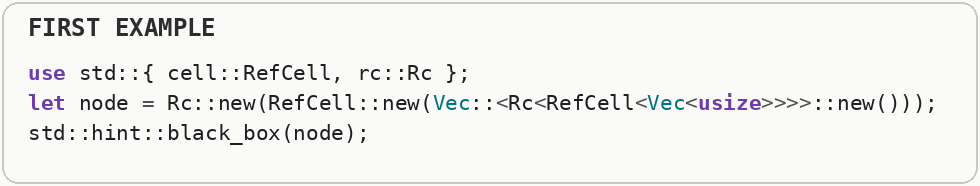 FIRST EXAMPLE
use std::{ cell::RefCell, rc::Rc };
let node = Rc::new(RefCell::new(Vec::<Rc<RefCell<Vec<usize>>>>::new()));
std::hint::black_box(node);